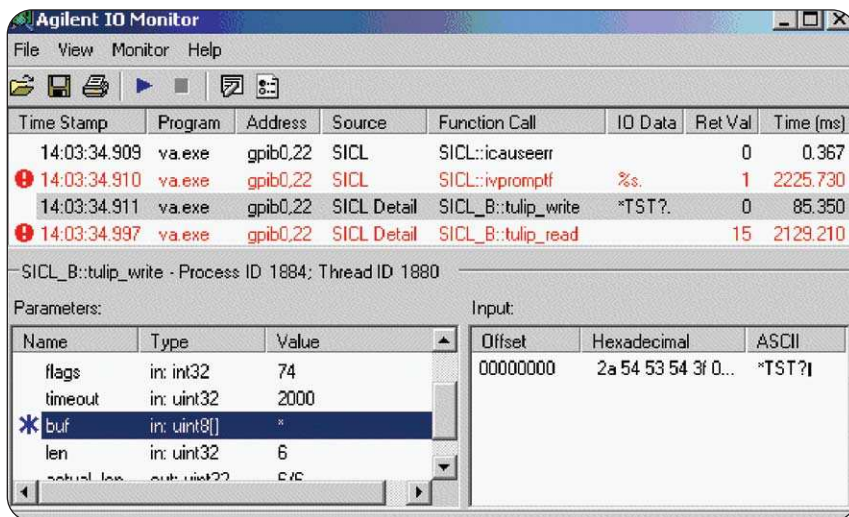 Agilent IO Monitor
File View Monitor Help
Time Stamp Program Address Source Function Call IO Data Ret Val Time (ms)
14:03:34.909 va.exe gpib0,22 SICL SICL::icauseerr 0 0.367
14:03:34.910 va.exe gpib0,22 SICL SICL::ivpromptf %s. 1 2225.730
14:03:34.911 va.exe gpib0,22 SICL Detail SICL_B::tulip_write *TST?. 0 85.350
14:03:34.997 va.exe gpib0,22 SICL Detail SICL_B::tulip_read 15 2129.210
SICL_B::tulip_write - Process ID 1884; Thread ID 1880
Parameters: Input:
Name Type Value Offset Hexadecimal ASCII
flags in: int32 74 00000000 2a 54 53 54 3f 0... *TST?
timeout in: uint32 2000
buf in: uint8[] *
len in: uint32 6